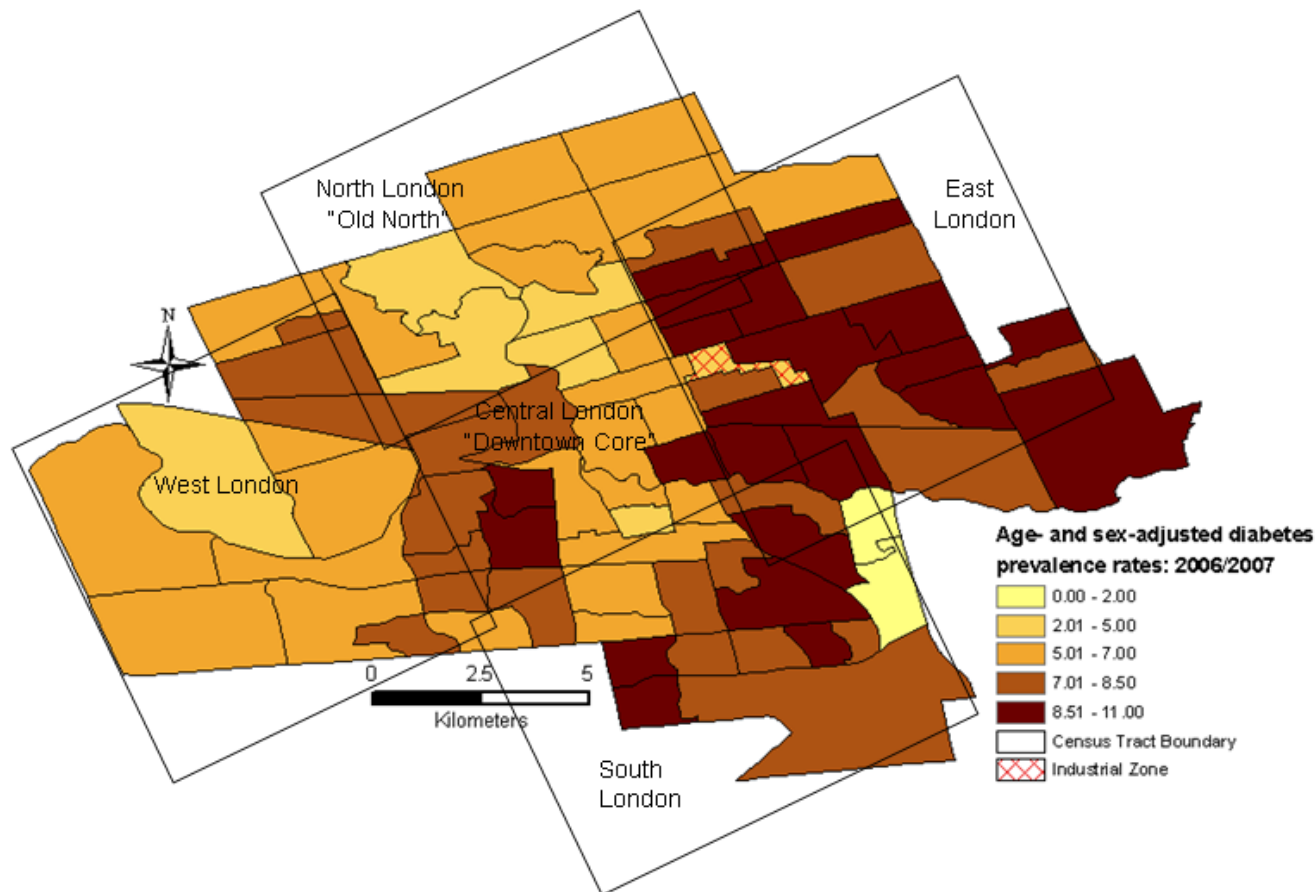 North London
"Old North"
East
London
N
Central London
"Downtown Core"
West London
Age- and sex-adjusted diabetes
prevalence rates: 2006/2007
0.00 - 2.00
2.01 - 5.00
5.01 - 7.00
7.01 - 8.50
8.51 - 11.00
Census Tract Boundary
Industrial Zone
0 2.5 5
Kilometers
South
London